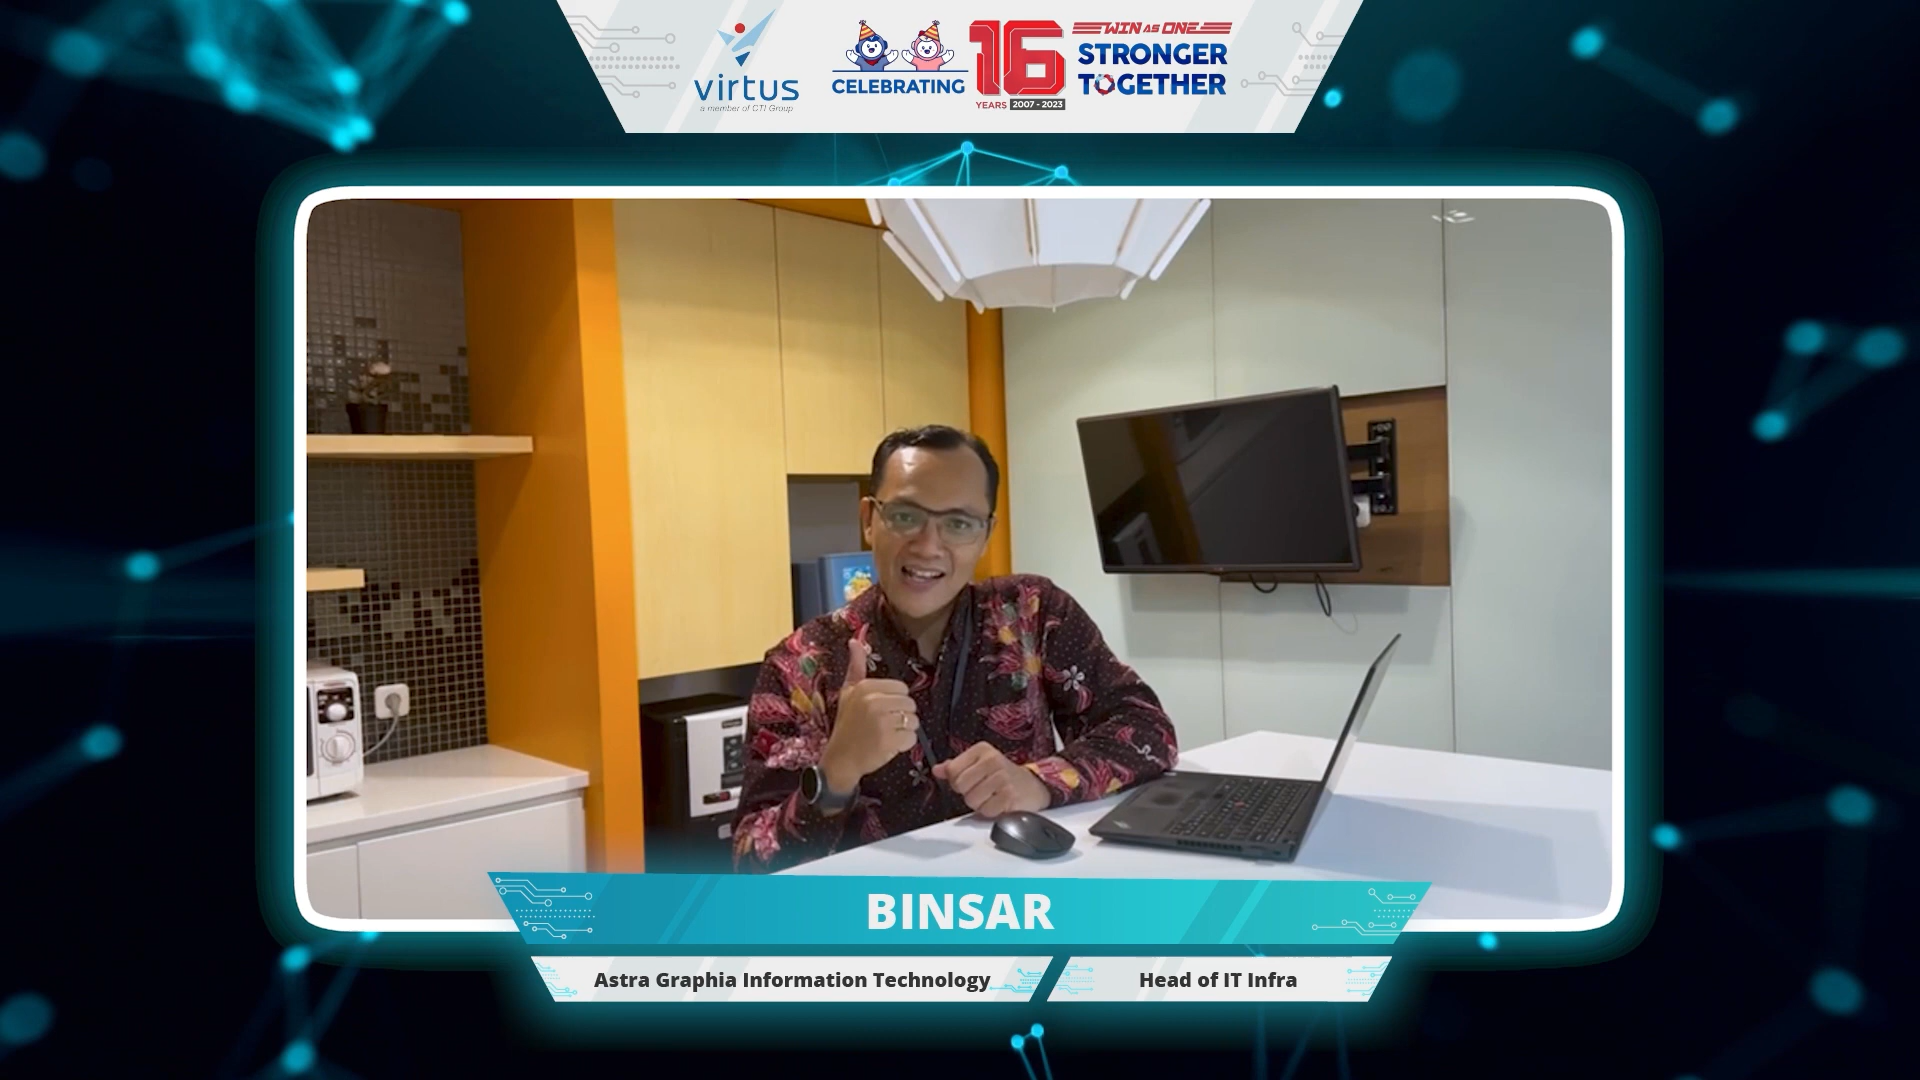 virtus
a member of CTI Group
CELEBRATING
16
YEARS 2007 - 2023
WIN AS ONE
STRONGER
TOGETHER
BINSAR
Astra Graphia Information Technology
Head of IT Infra